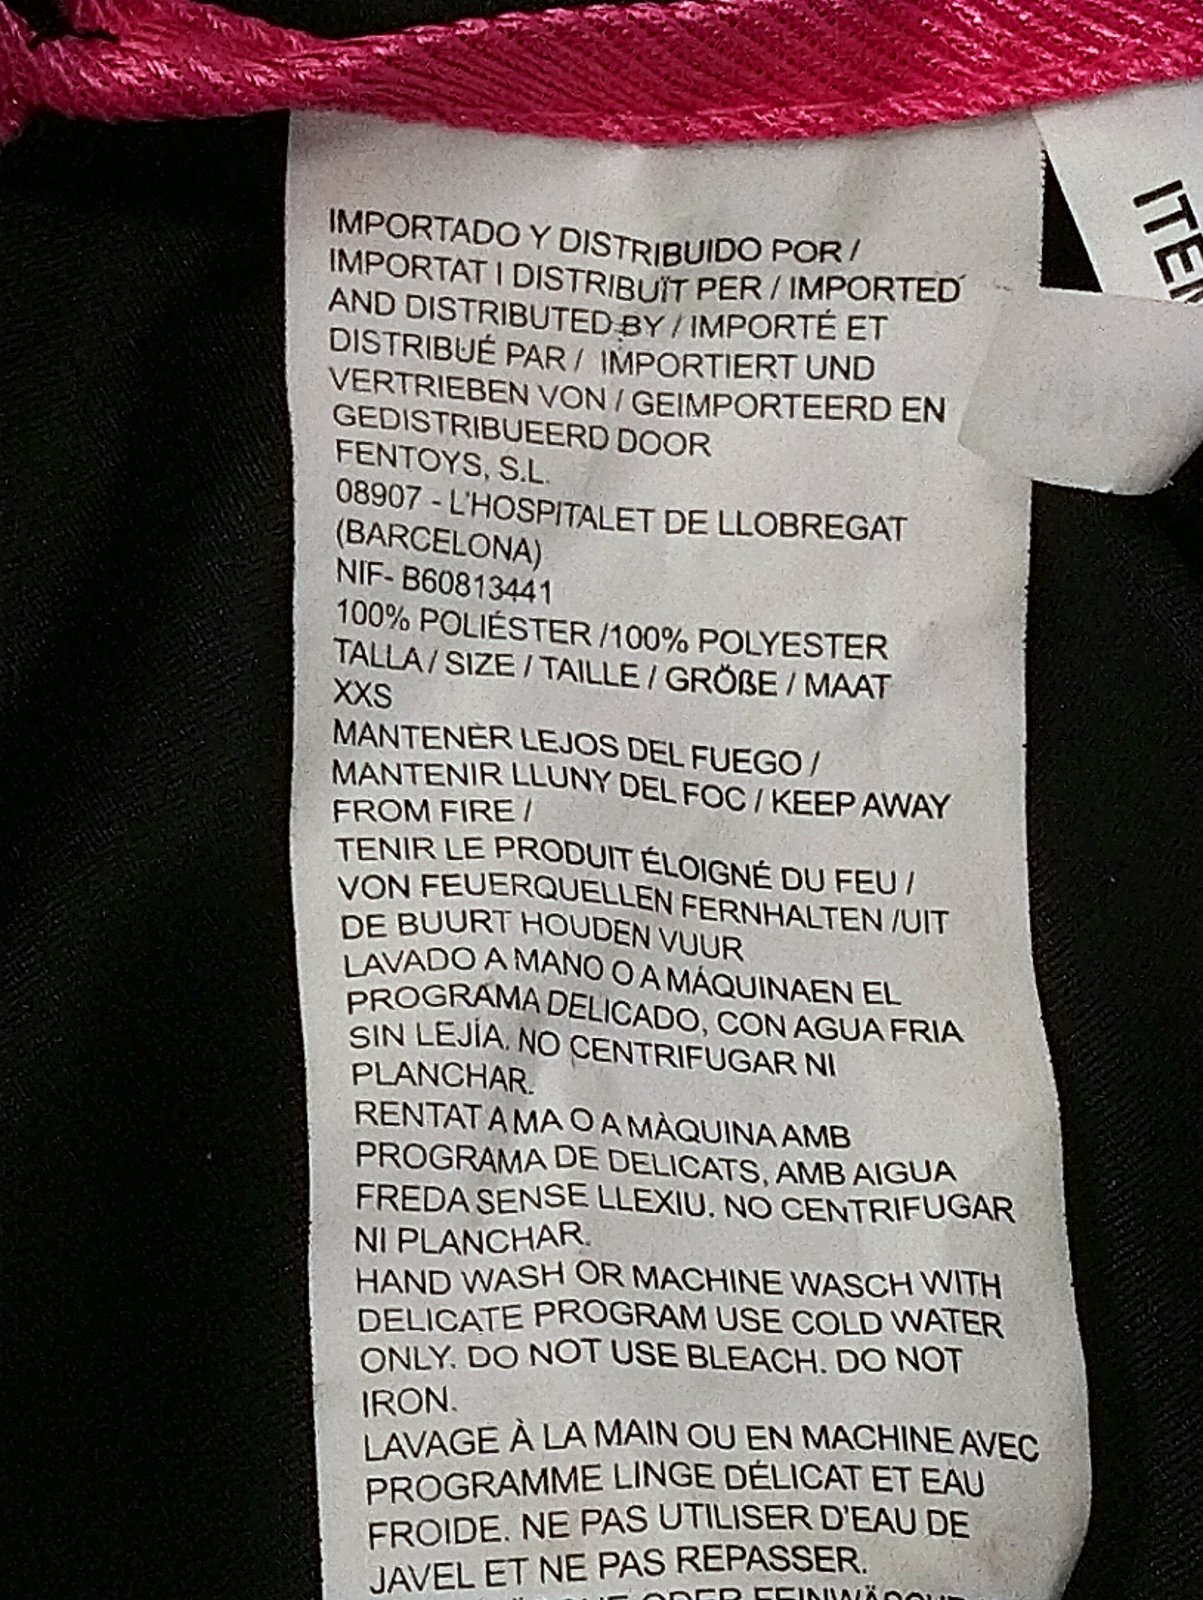 IMPORTADO Y DISTRIBUIDO POR /
IMPORTAT I DISTRIBUÏT PER / IMPORTED
AND DISTRIBUTED BY / IMPORTÉ ET
DISTRIBUÉ PAR / IMPORTIERT UND
VERTRIEBEN VON / GEIMPORTEERD EN
GEDISTRIBUEERD DOOR
FENTOYS, S.L.
08907 - L'HOSPITALET DE LLOBREGAT
(BARCELONA)
NIF- B60813441
100% POLIÉSTER /100% POLYESTER
TALLA / SIZE / TAILLE / GRÖßE / MAAT
XXS
MANTENER LEJOS DEL FUEGO /
MANTENIR LLUNY DEL FOC / KEEP AWAY
FROM FIRE /
TENIR LE PRODUIT ÉLOIGNÉ DU FEU /
VON FEUERQUELLEN FERNHALTEN /UIT
DE BUURT HOUDEN VUUR
LAVADO A MANO O A MÁQUINAEN EL
PROGRAMA DELICADO, CON AGUA FRIA
SIN LEJÍA. NO CENTRIFUGAR NI
PLANCHAR.
RENTAT A MA O A MÀQUINA AMB
PROGRAMA DE DELICATS, AMB AIGUA
FREDA SENSE LLEXIU. NO CENTRIFUGAR
NI PLANCHAR.
HAND WASH OR MACHINE WASCH WITH
DELICATE PROGRAM USE COLD WATER
ONLY. DO NOT USE BLEACH. DO NOT
IRON.
LAVAGE À LA MAIN OU EN MACHINE AVEC
PROGRAMME LINGE DÉLICAT ET EAU
FROIDE. NE PAS UTILISER D'EAU DE
JAVEL ET NE PAS REPASSER.
ODER